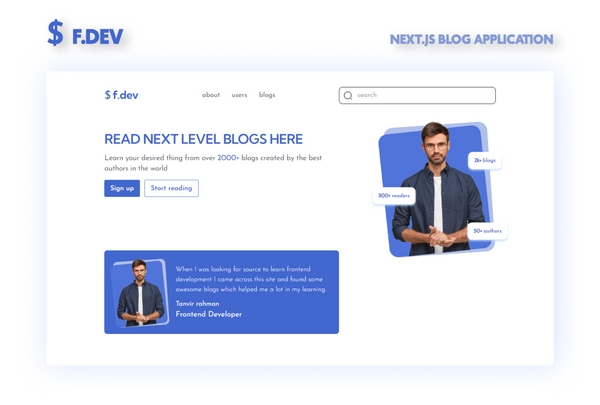 $ F.DEV
NEXT.JS BLOG APPLICATION
$ f.dev
about
users
blogs
search
READ NEXT LEVEL BLOGS HERE
Learn your desired thing from over 2000+ blogs created by the best
authors in the world
Sign up
Start reading
2k+ blogs
300+ readers
50+ authors
When I was looking for source to learn frontend
development I came across this site and found some
awesome blogs which helped me a lot in my learning.
Tanvir rahman
Frontend Developer